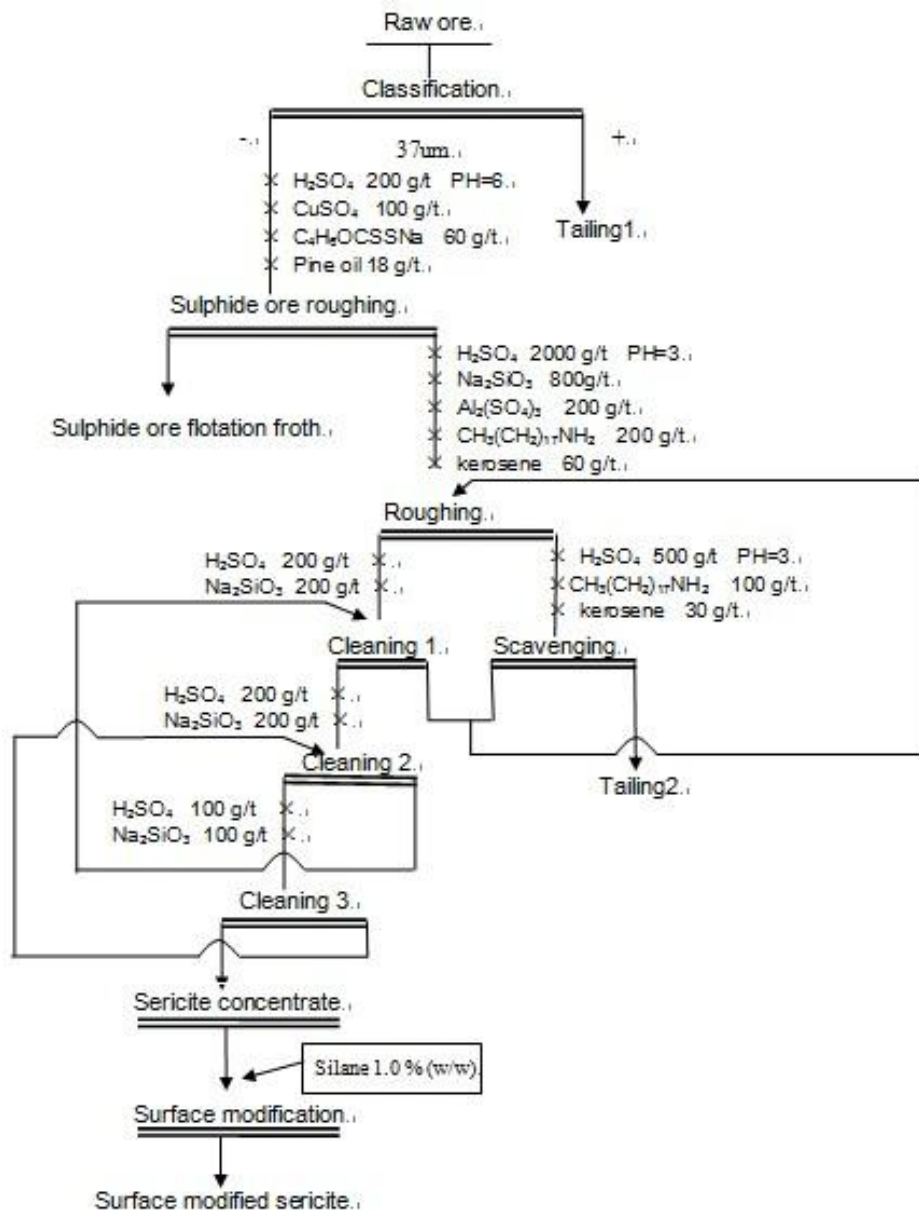 Raw ore.
Classification.
-. 37um. +.
H₂SO₄ 200 g/t PH=6.
CuSO₄ 100 g/t.
C₄H₅OCSSNa 60 g/t.
Pine oil 18 g/t.
Tailing1.
Sulphide ore roughing.
H₂SO₄ 2000 g/t PH=3.
Na₂SiO₃ 800g/t.
Al₂(SO₄)₃ 200 g/t.
CH₃(CH₂)₁₇NH₂ 200 g/t.
kerosene 60 g/t.
Sulphide ore flotation froth.
Roughing.
H₂SO₄ 200 g/t
Na₂SiO₃ 200 g/t
H₂SO₄ 500 g/t PH=3.
CH₃(CH₂)₁₇NH₂ 100 g/t.
kerosene 30 g/t.
Cleaning 1.
Scavenging.
H₂SO₄ 200 g/t
Na₂SiO₃ 200 g/t
Cleaning 2.
Tailing2.
H₂SO₄ 100 g/t
Na₂SiO₃ 100 g/t
Cleaning 3.
Sericite concentrate.
Silane 1.0 % (w/w).
Surface modification.
Surface modified sericite.